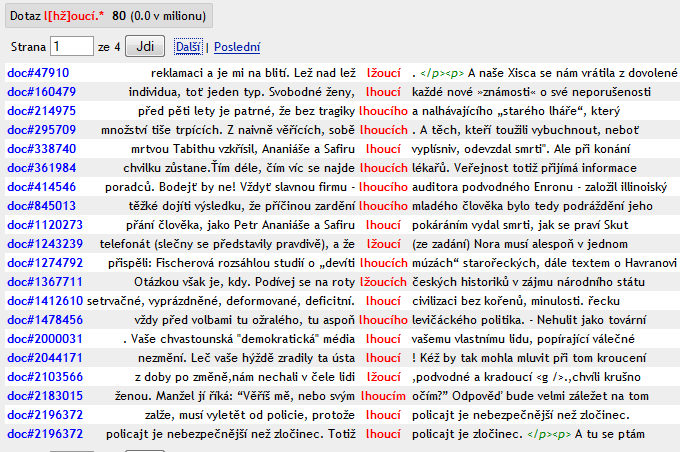 Dotaz l[hž]oucí.* 80 (0.0 v milionu)
Strana 1 ze 4 Jdi Další | Poslední
doc#47910 reklamaci a je mi na blití. Lež nad lež lžoucí . </p><p> A naše Xisca se nám vrátila z dovolené
doc#160479 individua, toť jeden typ. Svobodné ženy, lhoucí každé nové »známosti« o své neporušenosti
doc#214975 před pěti lety je patrné, že bez tragiky lhoucího a nalhávajícího „starého lháře“, který
doc#295709 množství tiše trpících. Z naivně věřících, sobě lhoucích . A těch, kteří toužili vybuchnout, neboť
doc#338740 mrtvou Tabithu vzkřísil, Ananiáše a Safiru lhoucí vyplísniv, odevzdal smrti". Ale při konání
doc#361984 chvilku zůstane.Tím déle, čím víc se najde lhoucích lékařů. Veřejnost totiž přijímá informace
doc#414546 poradců. Bodejť by ne! Vždyť slavnou firmu - lhoucího auditora podvodného Enronu - založil illinoiský
doc#845013 těžké dojíti výsledku, že příčinou zardění lhoucího mladého člověka bylo tedy podráždění jeho
doc#1120273 přání člověka, jako Petr Ananiáše a Safiru lhoucí pokáráním vydal smrti, jak se praví Skut
doc#1243239 telefonát (slečny se představily pravdivě), a že lžoucí (ze zadání) Nora musí alespoň v jednom
doc#1274792 přispěli: Fischerová rozsáhlou studií o „devíti lhoucích múzách“ starořeckých, dále textem o Havranovi
doc#1367711 Otázkou však je, kdy. Podívej se na roty lžoucích českých historiků v zájmu národního státu
doc#1412610 setrvačné, vyprázdněné, deformované, deficitní. lhoucí civilizaci bez kořenů, minulosti. řecku
doc#1478456 vždy před volbami tu ožralého, tu aspoň lhoucího levičáckého politika. - Nehulit jako tovární
doc#2000031 . Vaše chvastounská "demokratická" média lhoucí vašemu vlastnímu lidu, popírající válečné
doc#2044171 nezmění. Leč vaše hýždě zradily ta ústa lhoucí ! Kéž by tak mohla mluvit při tom kroucení
doc#2103566 z doby po změně,nám nechali v čele lidi lžoucí ,podvodné a kradoucí <g />.,chvíli krušno
doc#2183015 ženou. Manžel jí říká: “Věříš mě, nebo svým lhoucím očím?” Odpověď bude velmi záležet na tom
doc#2196372 zalže, musí vyletět od policie, protože lhoucí policajt je nebezpečnější než zločinec.
doc#2196372 policajt je nebezpečnější než zločinec. Totiž lhoucí policajt je zločinec. </p><p> A tu se ptám